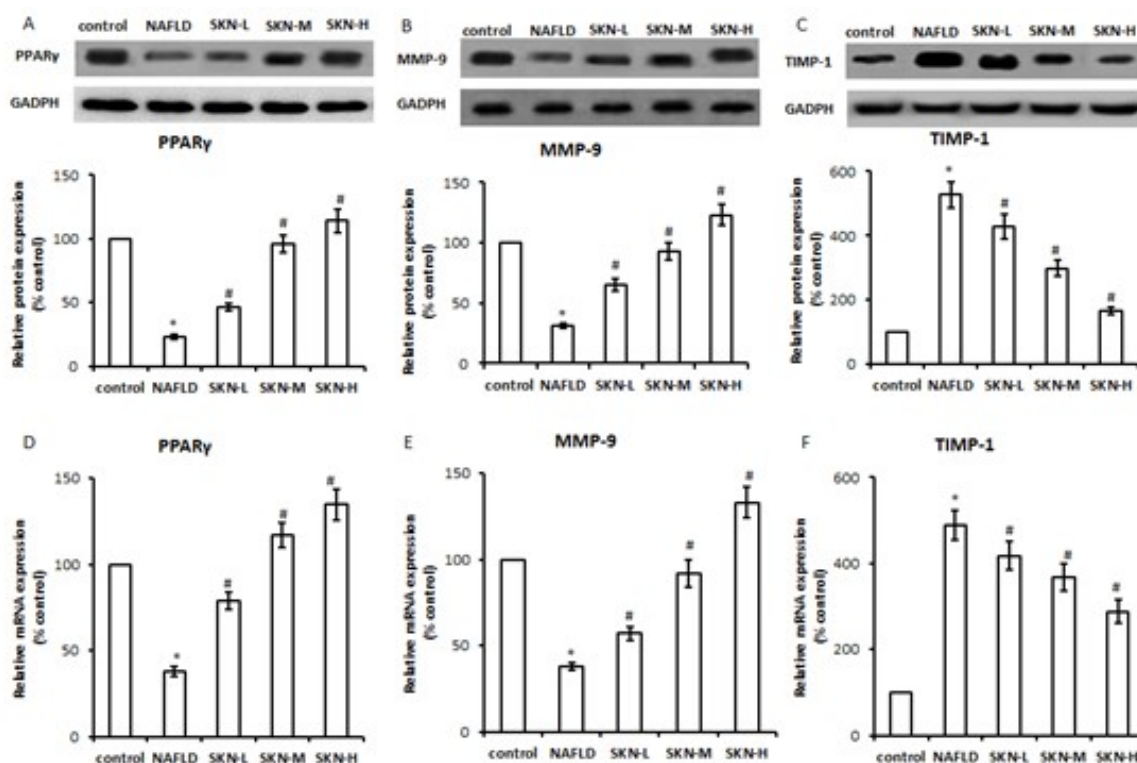 A
control NAFLD SKN-L SKN-M SKN-H
PPARγ
GADPH
PPARγ
Relative protein expression
(% control)
150
100
50
0
control NAFLD SKN-L SKN-M SKN-H
B
control NAFLD SKN-L SKN-M SKN-H
MMP-9
GADPH
MMP-9
Relative protein expression
(% control)
150
100
50
0
* # # #
control NAFLD SKN-L SKN-M SKN-H
C
control NAFLD SKN-L SKN-M SKN-H
TIMP-1
GADPH
TIMP-1
Relative protein expression
(% control)
600
400
200
0
* # # #
control NAFLD SKN-L SKN-M SKN-H
D
PPARγ
Relative mRNA expression
(% control)
150
100
50
0
* # # #
control NAFLD SKN-L SKN-M SKN-H
E
MMP-9
Relative mRNA expression
(% control)
150
100
50
0
* # # #
control NAFLD SKN-L SKN-M SKN-H
F
TIMP-1
Relative mRNA expression
(% control)
600
400
200
0
* # # #
control NAFLD SKN-L SKN-M SKN-H